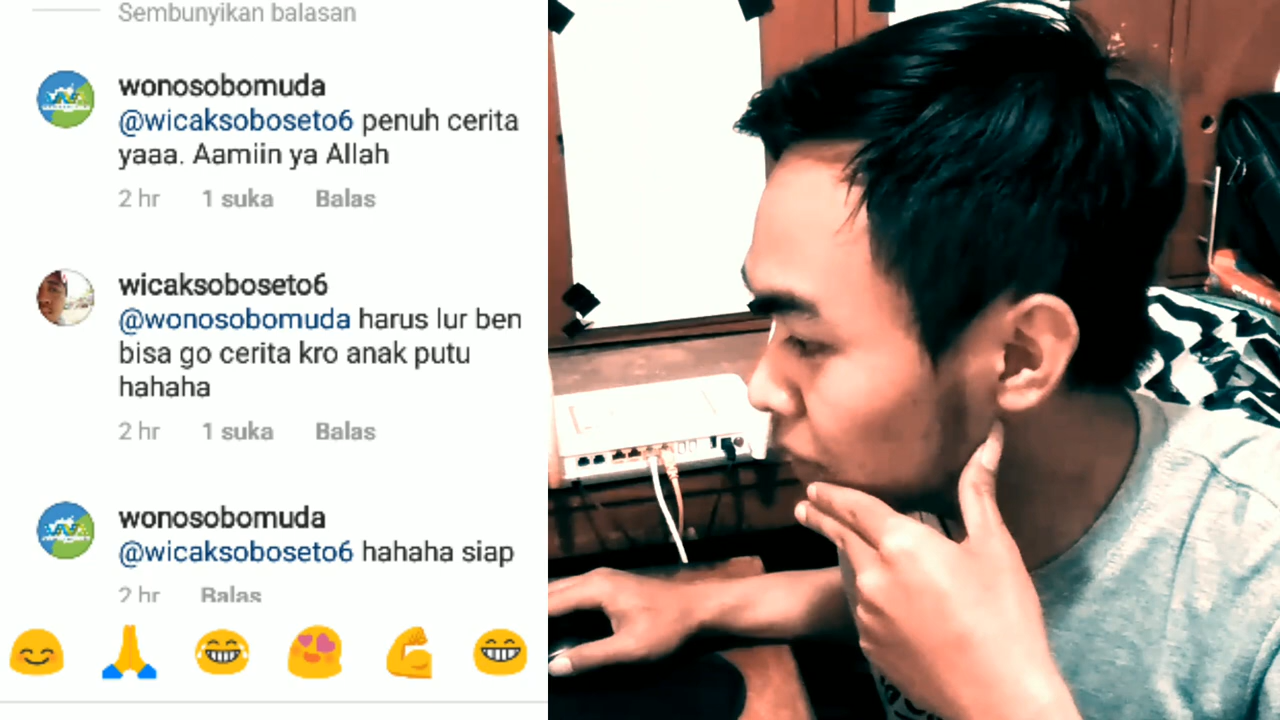 Sembunyikan balasan
wonosobomuda
@wicaksoboseto6 penuh cerita
yaaa. Aamiin ya Allah
2 hr 1 suka Balas
wicaksoboseto6
@wonosobomuda harus lur ben
bisa go cerita kro anak putu
hahaha
2 hr 1 suka Balas
wonosobomuda
@wicaksoboseto6 hahaha siap
2 hr Balas